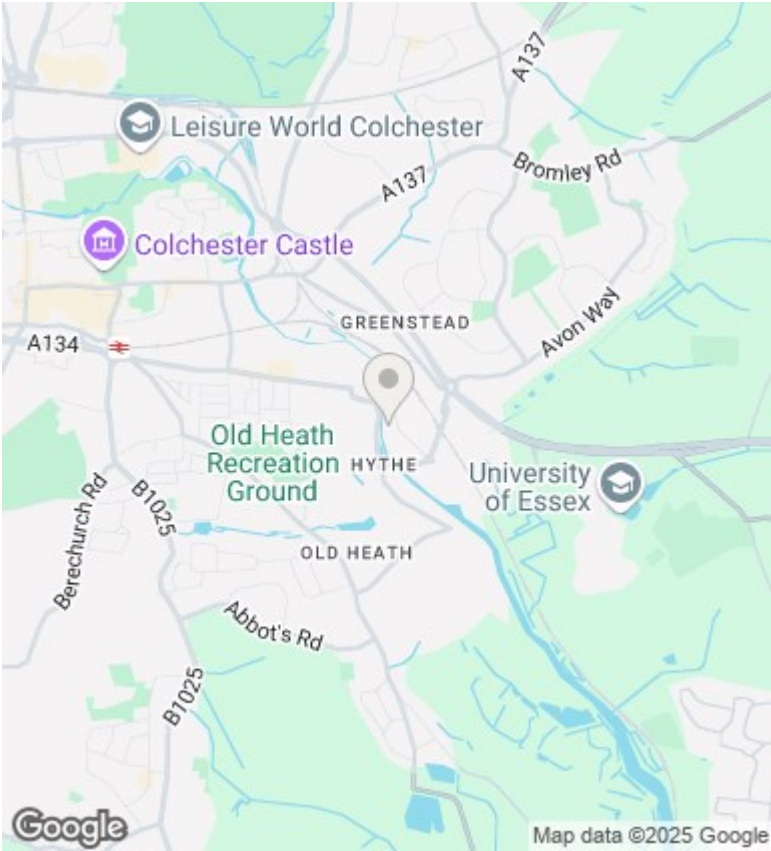 A137
Leisure World Colchester
Bromley Rd
A137
Colchester Castle
GREENSTEAD
Avon Way
A134
Old Heath
Recreation
Ground
HYTHE
University
of Essex
Berechurch Rd
B1025
OLD HEATH
Abbot's Rd
B1025
Google
Map data ©2025 Google